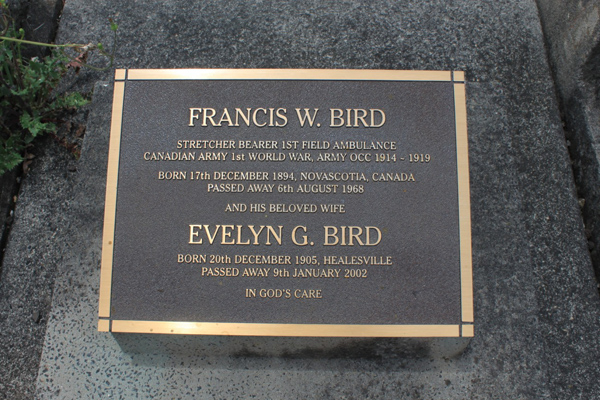 FRANCIS W. BIRD
STRETCHER BEARER 1ST FIELD AMBULANCE
CANADIAN ARMY 1st WORLD WAR, ARMY OCC 1914 - 1919
BORN 17th DECEMBER 1894, NOVASCOTIA, CANADA
PASSED AWAY 6th AUGUST 1968
AND HIS BELOVED WIFE
EVELYN G. BIRD
BORN 20th DECEMBER 1905, HEALESVILLE
PASSED AWAY 9th JANUARY 2002
IN GOD'S CARE